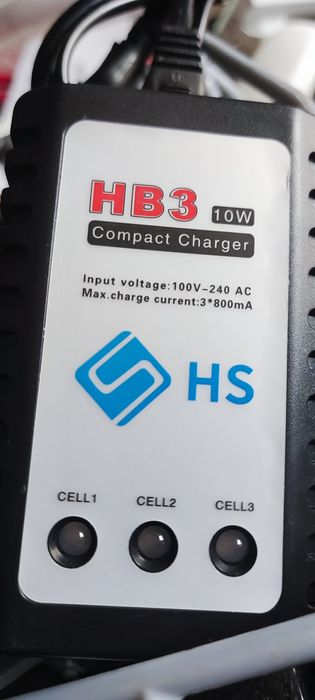 HB3 10W
Compact Charger
Input voltage:100V-240 AC
Max.charge current:3*800mA
HS
CELL1 CELL2 CELL3